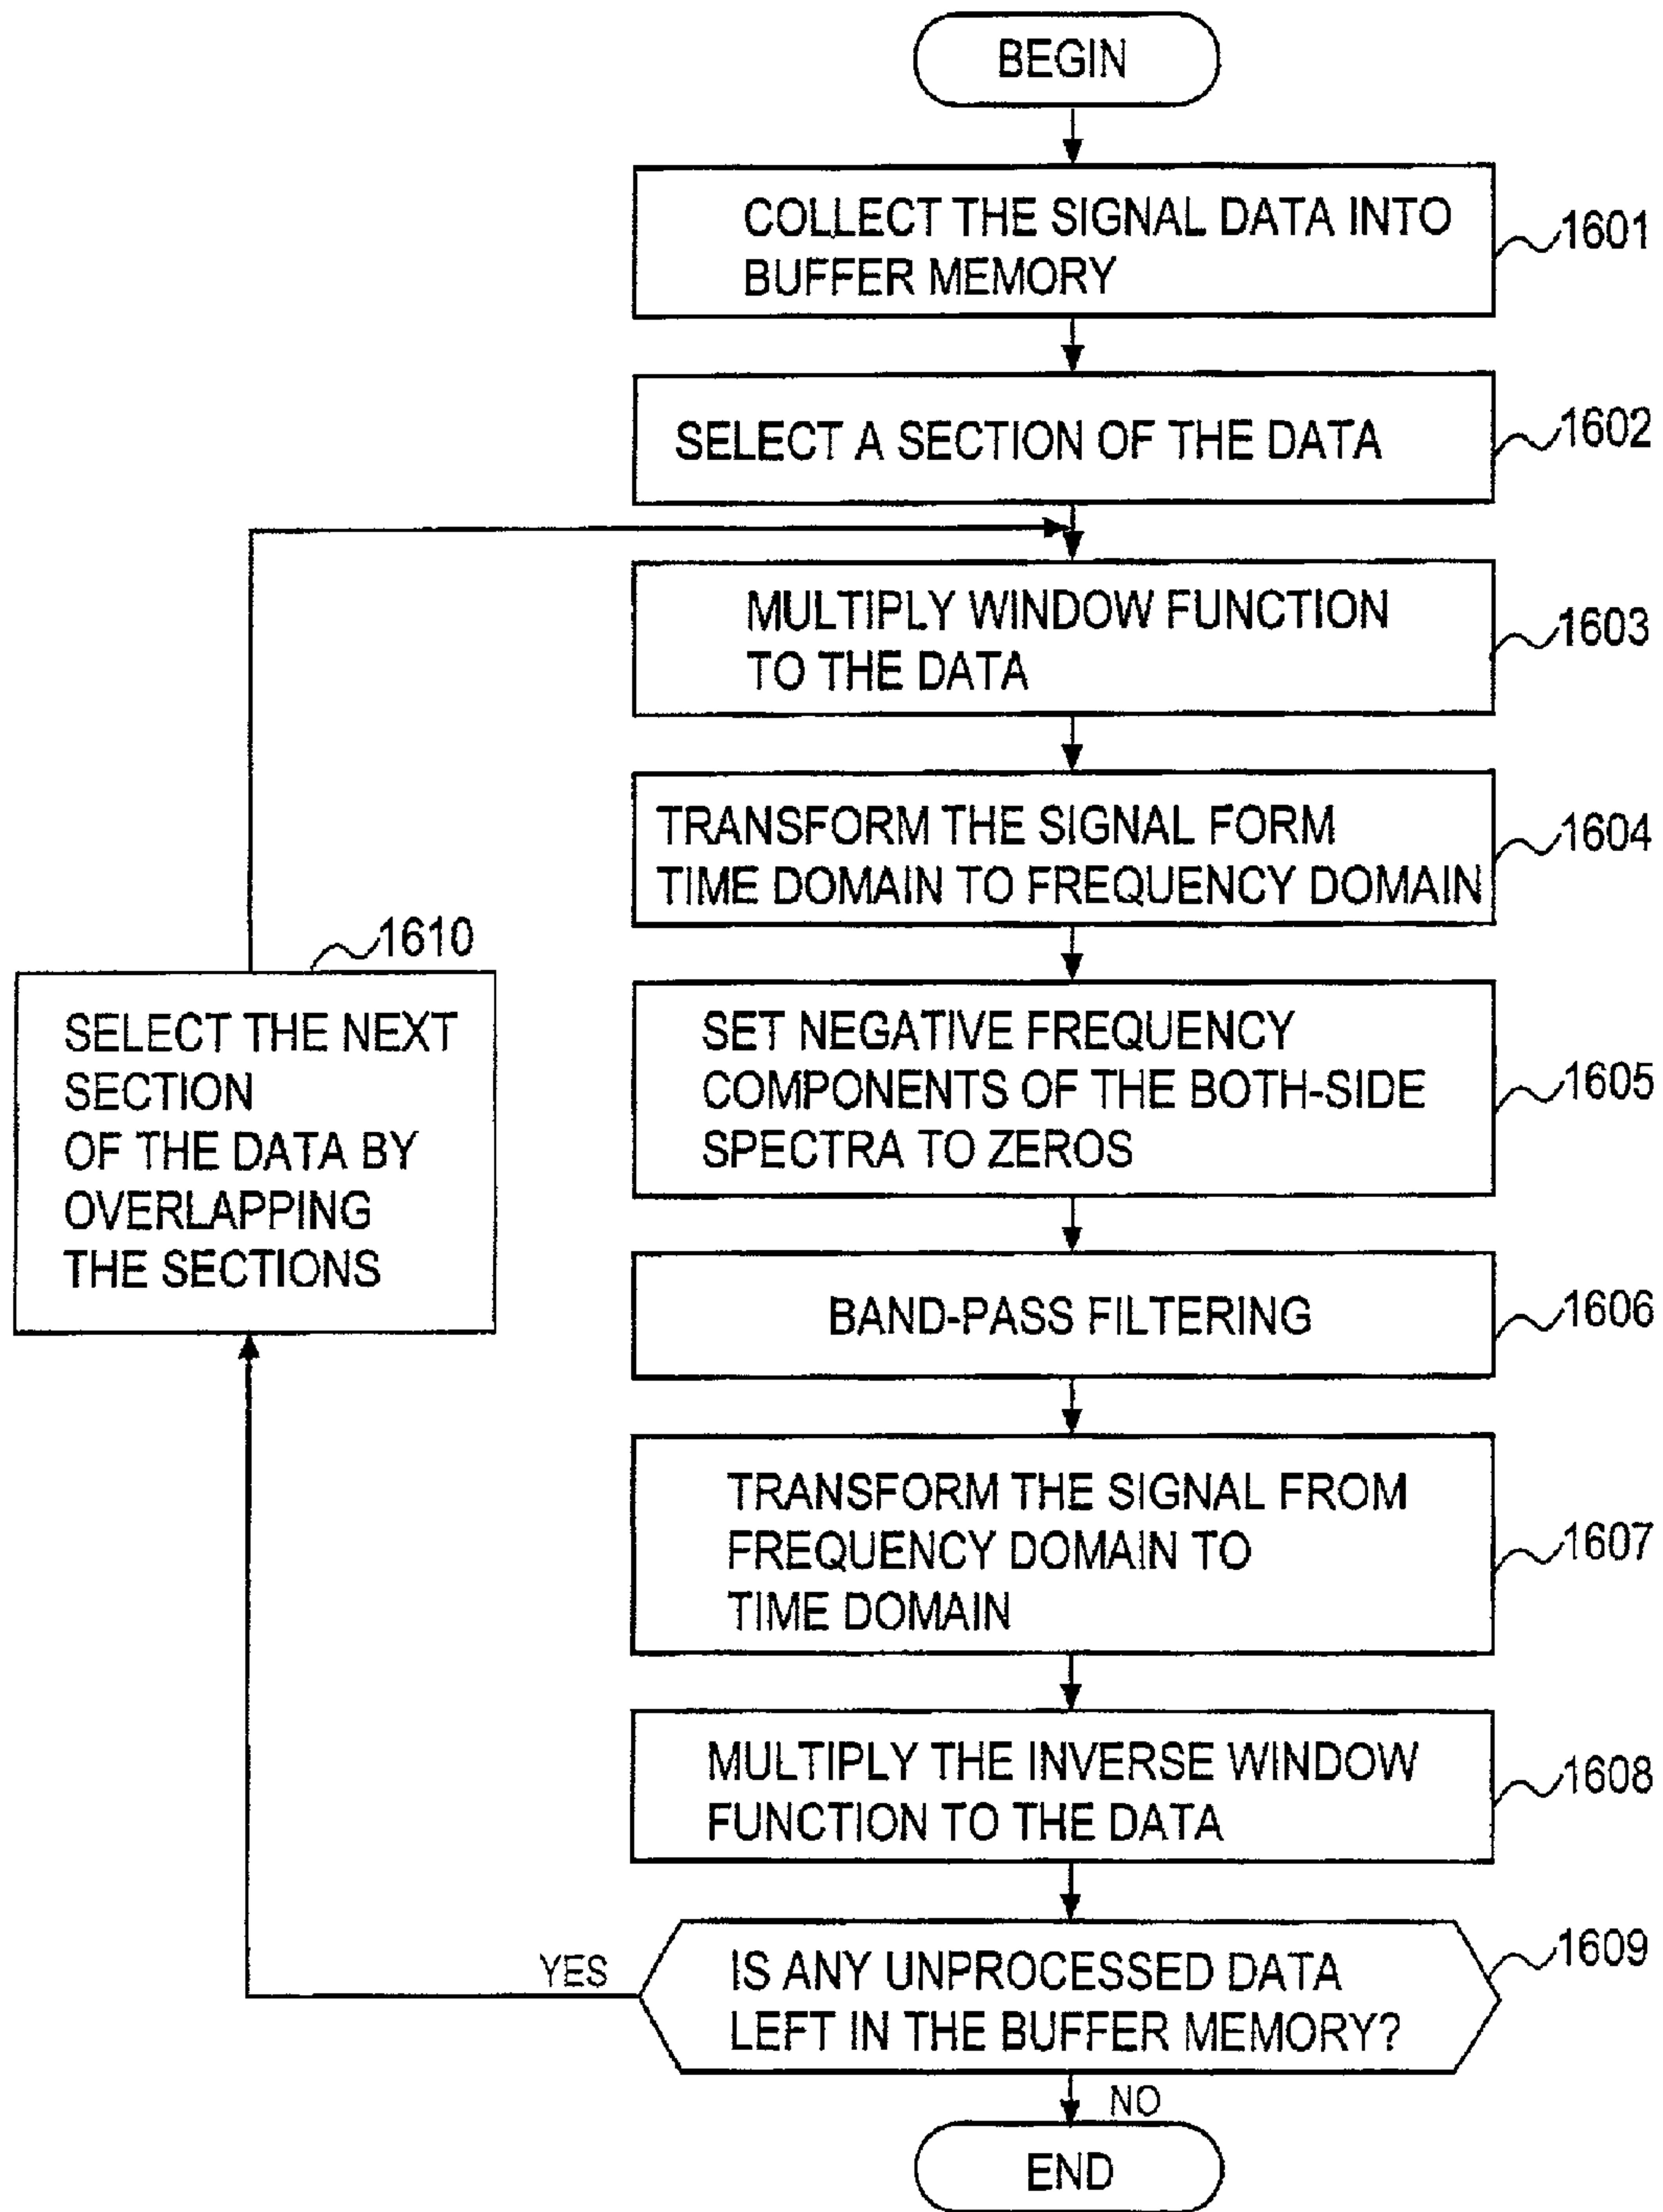 BEGIN
COLLECT THE SIGNAL DATA INTO
BUFFER MEMORY
1601
SELECT A SECTION OF THE DATA
1602
MULTIPLY WINDOW FUNCTION
TO THE DATA
1603
TRANSFORM THE SIGNAL FORM
TIME DOMAIN TO FREQUENCY DOMAIN
1604
1610
SELECT THE NEXT
SECTION
OF THE DATA BY
OVERLAPPING
THE SECTIONS
SET NEGATIVE FREQUENCY
COMPONENTS OF THE BOTH-SIDE
SPECTRA TO ZEROS
1605
BAND-PASS FILTERING
1606
TRANSFORM THE SIGNAL FROM
FREQUENCY DOMAIN TO
TIME DOMAIN
1607
MULTIPLY THE INVERSE WINDOW
FUNCTION TO THE DATA
1608
YES
IS ANY UNPROCESSED DATA
LEFT IN THE BUFFER MEMORY?
1609
NO
END